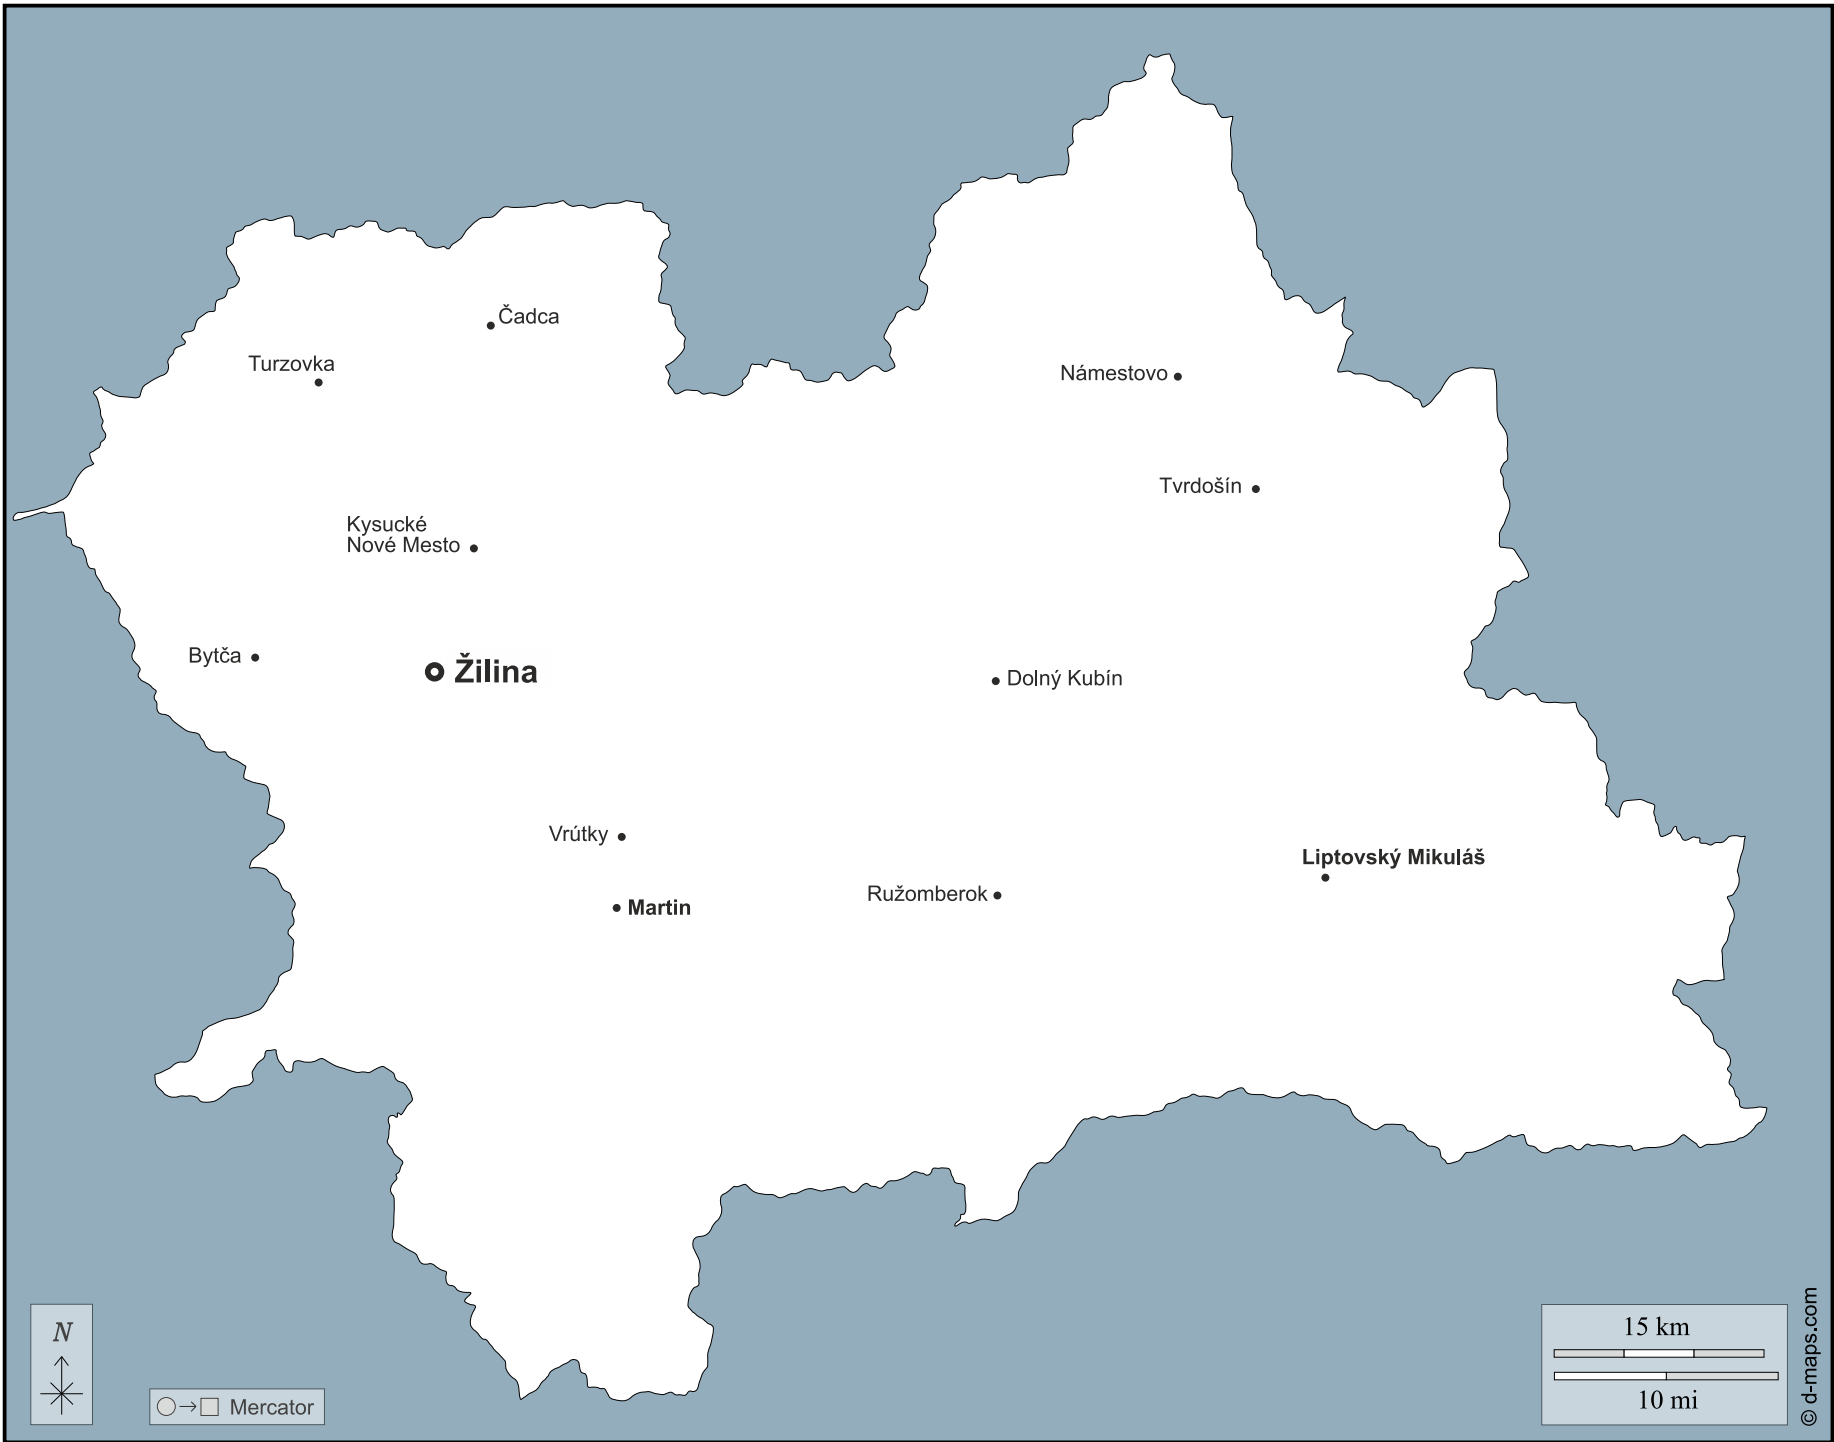 Čadca
Turzovka
Námestovo
Tvrdošín
Kysucké
Nové Mesto
Bytča
Žilina
Dolný Kubín
Vrútky
Liptovský Mikuláš
Ružomberok
Martin
N
Mercator
15 km
10 mi
© d-maps.com